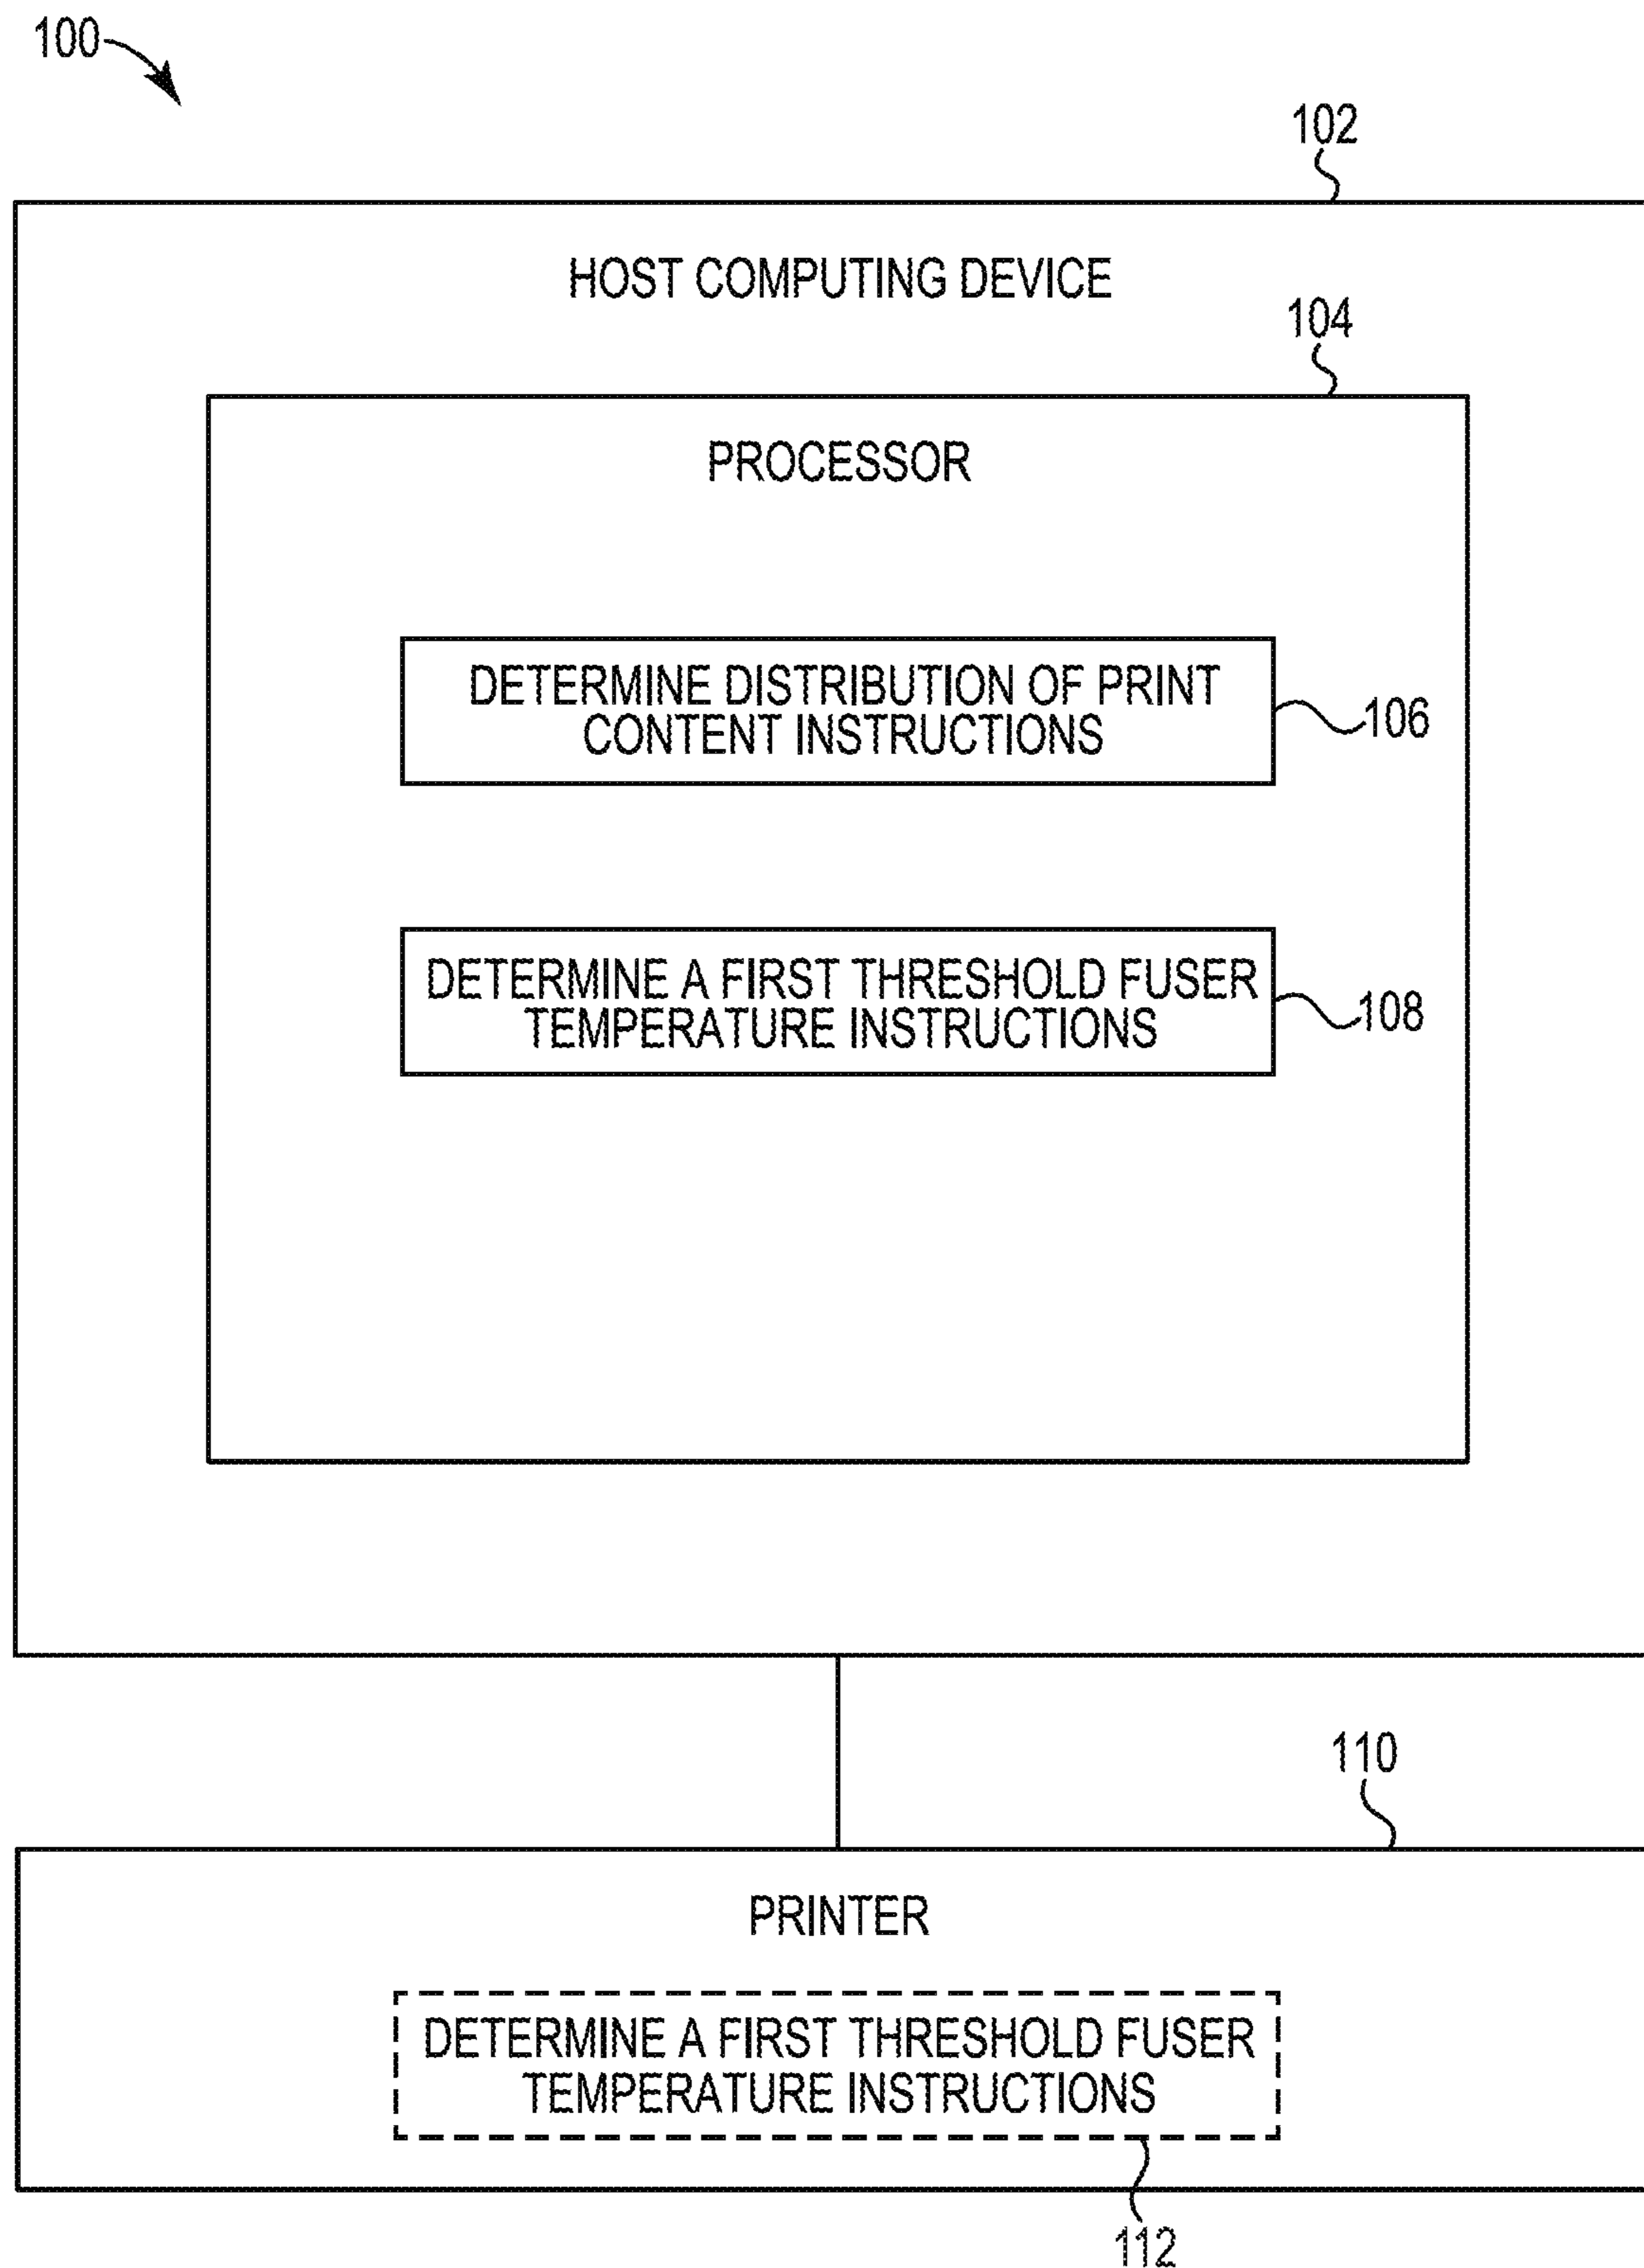 100
102
HOST COMPUTING DEVICE
104
PROCESSOR
DETERMINE DISTRIBUTION OF PRINT
CONTENT INSTRUCTIONS
106
DETERMINE A FIRST THRESHOLD FUSER
TEMPERATURE INSTRUCTIONS
108
110
PRINTER
DETERMINE A FIRST THRESHOLD FUSER
TEMPERATURE INSTRUCTIONS
112